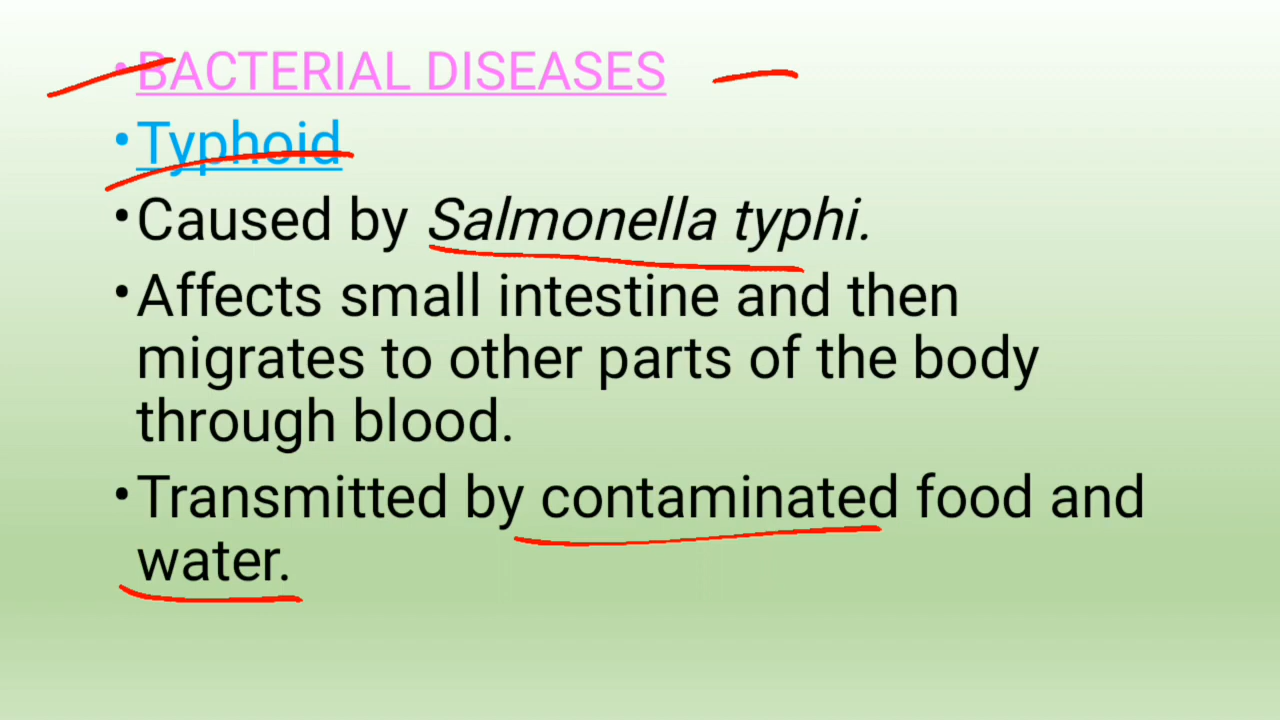 • BACTERIAL DISEASES
• Typhoid
• Caused by Salmonella typhi.
• Affects small intestine and then
migrates to other parts of the body
through blood.
• Transmitted by contaminated food and
water.